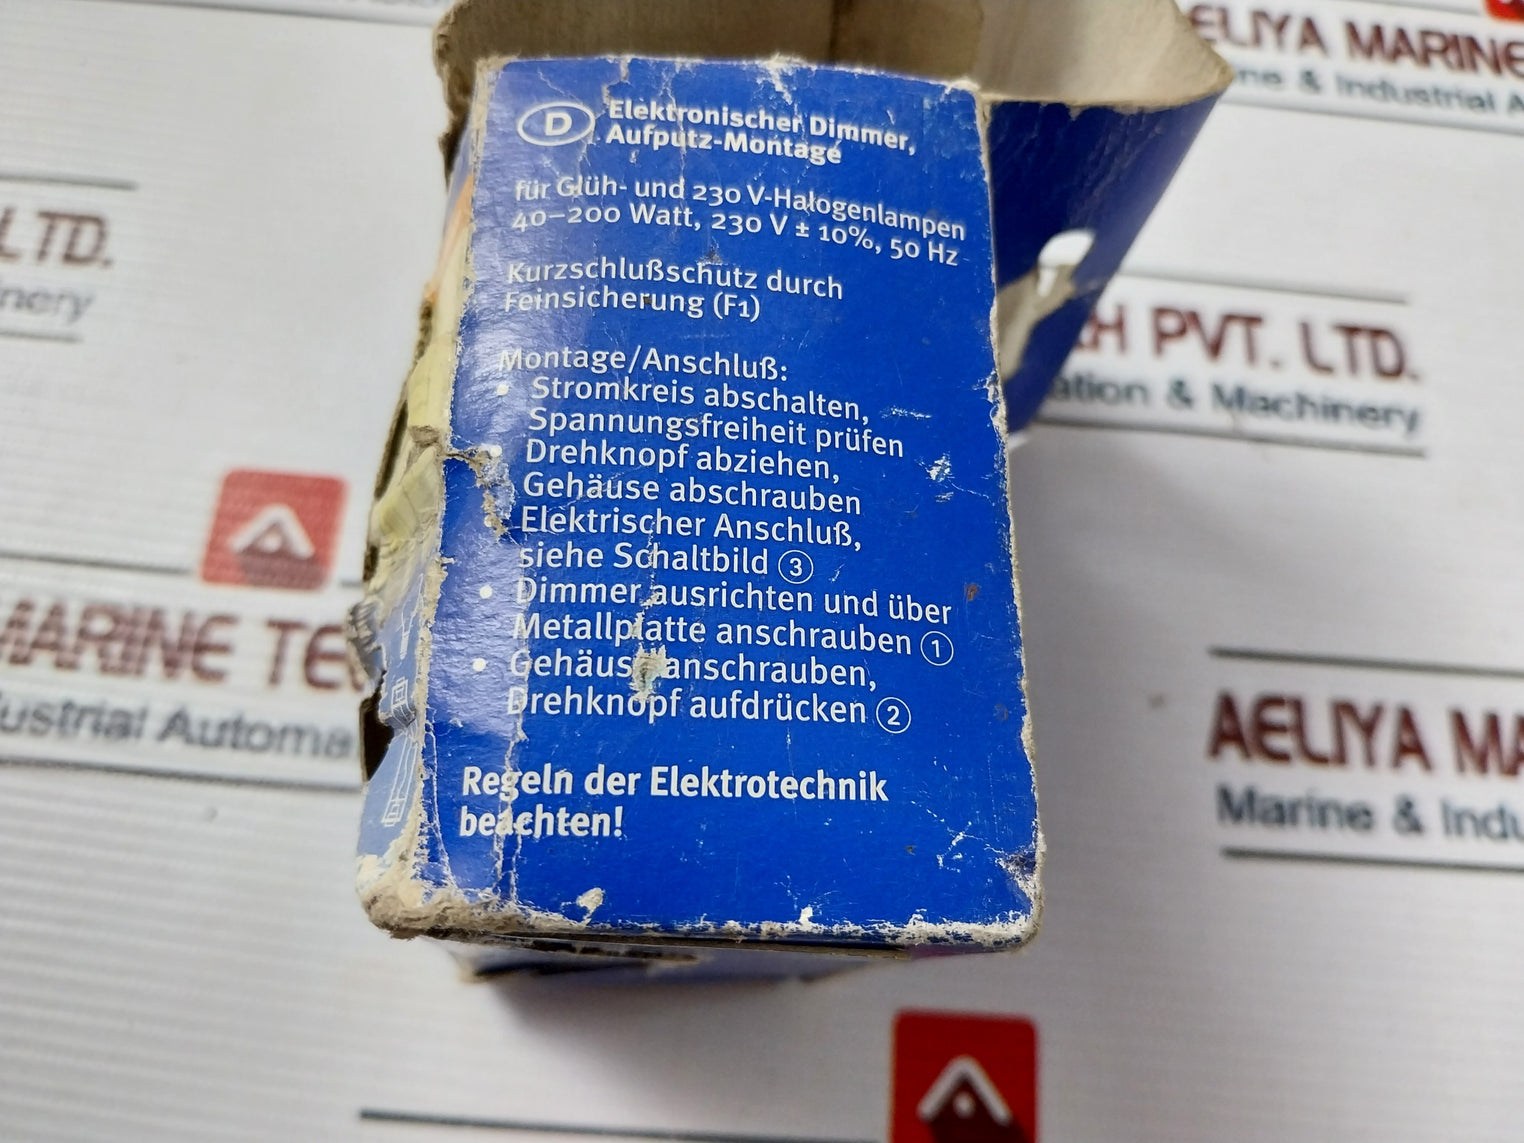 D
Elektronischer Dimmer,
Aufputz-Montage
für Glüh- und 230 V-Halogenlampen
40–200 Watt, 230 V ± 10%, 50 Hz
Kurzschlußschutz durch
Feinsicherung (F1)
Montage/Anschluß:
• Stromkreis abschalten,
Spannungsfreiheit prüfen
• Drehknopf abziehen,
Gehäuse abschrauben
• Elektrischer Anschluß,
siehe Schaltbild ③
• Dimmer ausrichten und über
Metallplatte anschrauben ①
• Gehäuse anschrauben,
Drehknopf aufdrücken ②
Regeln der Elektrotechnik
beachten!
AELIYA MARINE
& Industrial A
LTD.
H PVT. LTD.
ation & Machinery
MARINE TE
ustrial Automa
AELIYA MA
Marine & Indu